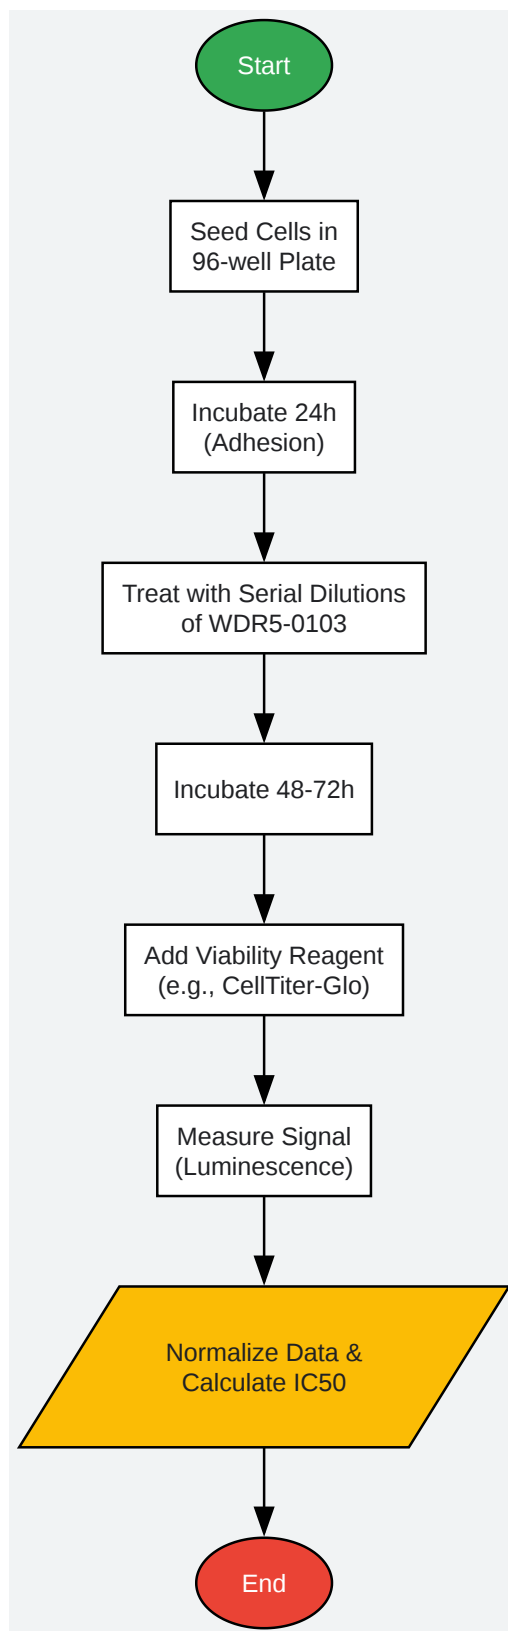 Start
Seed Cells in
96-well Plate
Incubate 24h
(Adhesion)
Treat with Serial Dilutions
of WDR5-0103
Incubate 48-72h
Add Viability Reagent
(e.g., CellTiter-Glo)
Measure Signal
(Luminescence)
Normalize Data &
Calculate IC50
End